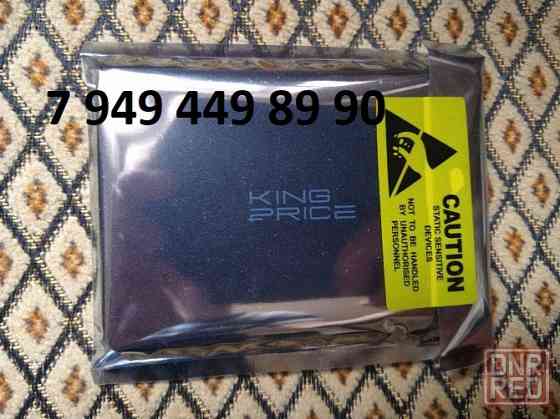 7 949 449 89 90
KING
PRICE
CAUTION
STATIC SENSITIVE
DEVICES
NOT TO BE HANDLED
BY UNAUTHORISED
PERSONNEL
DNR
RED